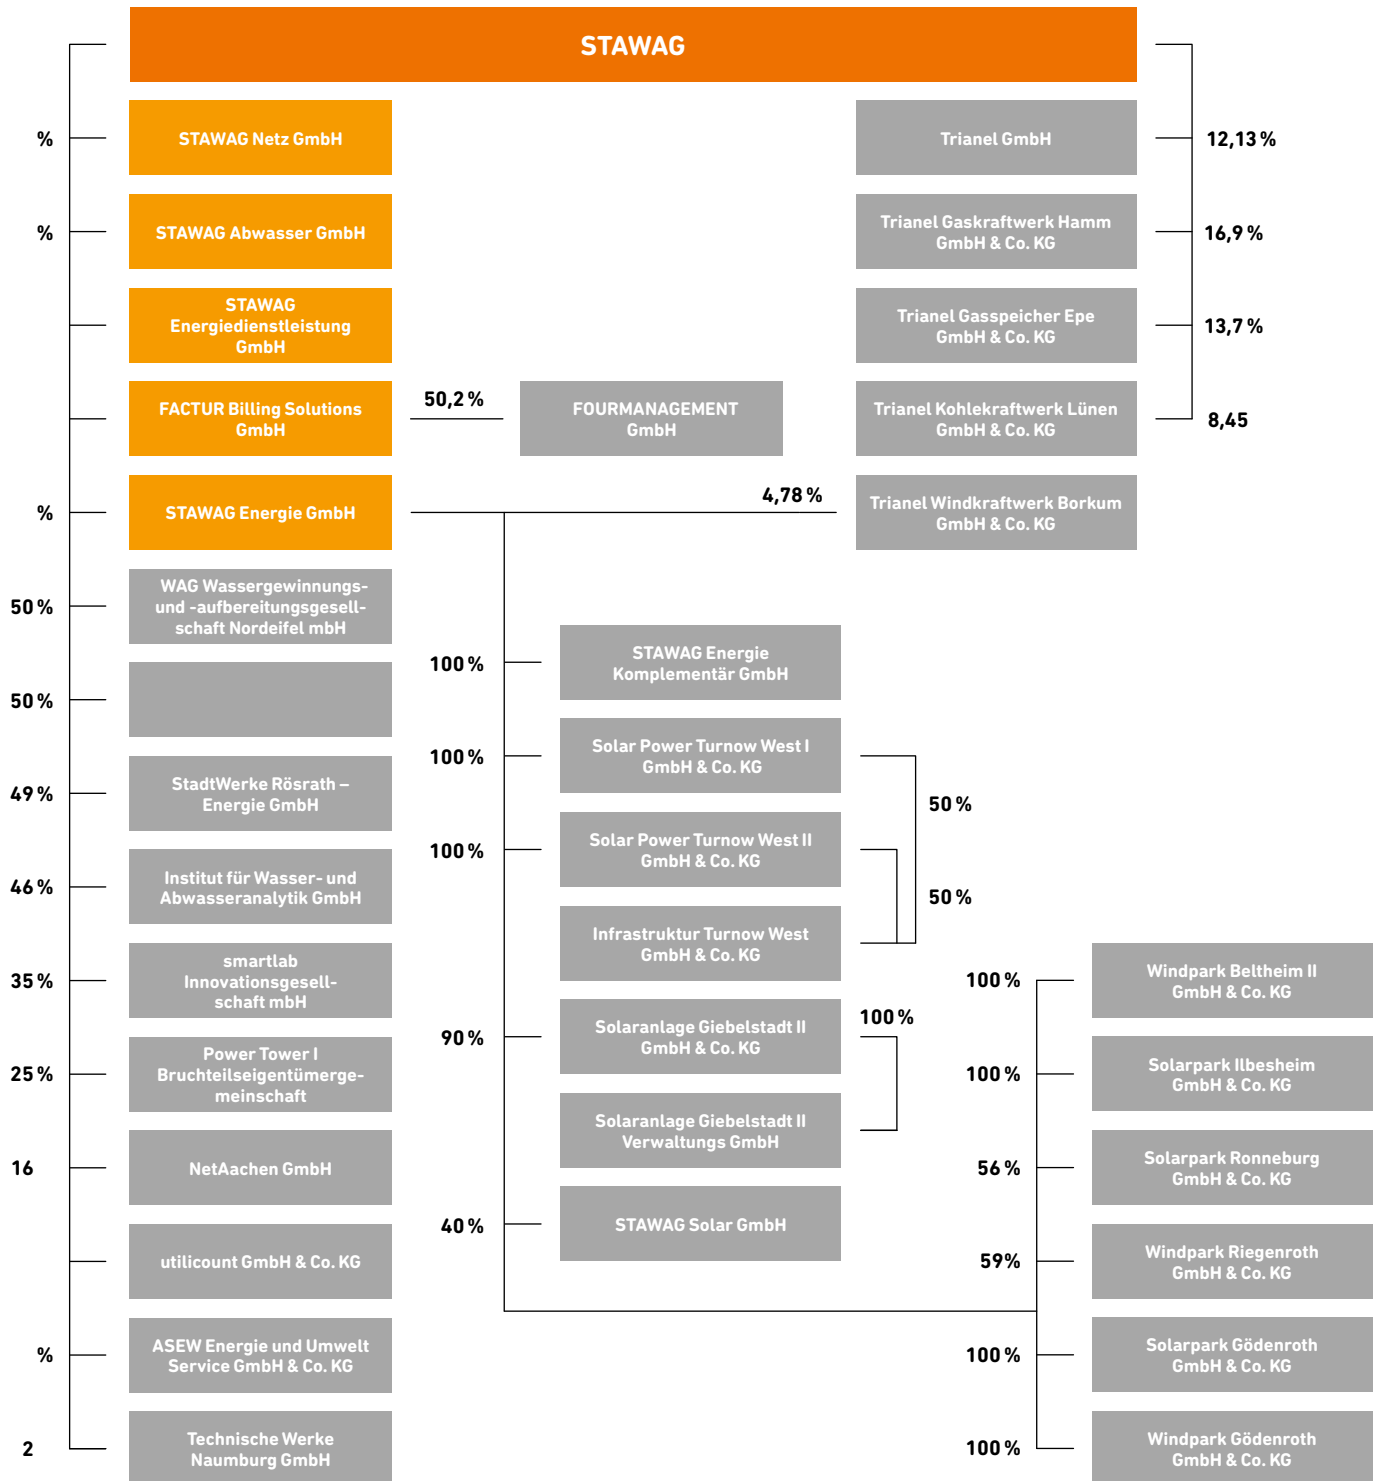 STAWAG
%
STAWAG Netz GmbH
Trianel GmbH
12,13 %
%
STAWAG Abwasser GmbH
Trianel Gaskraftwerk Hamm
GmbH & Co. KG
16,9 %
STAWAG
Energiedienstleistung
GmbH
Trianel Gasspeicher Epe
GmbH & Co. KG
13,7 %
FACTUR Billing Solutions
GmbH
50,2 %
FOURMANAGEMENT
GmbH
Trianel Kohlekraftwerk Lünen
GmbH & Co. KG
8,45
%
STAWAG Energie GmbH
4,78 %
Trianel Windkraftwerk Borkum
GmbH & Co. KG
50 %
WAG Wassergewinnungs-
und -aufbereitungsgesell-
schaft Nordeifel mbH
100 %
STAWAG Energie
Komplementär GmbH
50 %
100 %
Solar Power Turnow West I
GmbH & Co. KG
50 %
49 %
StadtWerke Rösrath –
Energie GmbH
100 %
Solar Power Turnow West II
GmbH & Co. KG
50 %
46 %
Institut für Wasser- und
Abwasseranalytik GmbH
Infrastruktur Turnow West
GmbH & Co. KG
35 %
smartlab
Innovationsgesell-
schaft mbH
100 %
Windpark Beltheim II
GmbH & Co. KG
90 %
Solaranlage Giebelstadt II
GmbH & Co. KG
100 %
25 %
Power Tower I
Bruchteilseigentümerge-
meinschaft
100 %
Solarpark Ilbesheim
GmbH & Co. KG
Solaranlage Giebelstadt II
Verwaltungs GmbH
16
NetAachen GmbH
56 %
Solarpark Ronneburg
GmbH & Co. KG
40 %
STAWAG Solar GmbH
utilicount GmbH & Co. KG
59%
Windpark Riegenroth
GmbH & Co. KG
%
ASEW Energie und Umwelt
Service GmbH & Co. KG
100 %
Solarpark Gödenroth
GmbH & Co. KG
2
Technische Werke
Naumburg GmbH
100 %
Windpark Gödenroth
GmbH & Co. KG